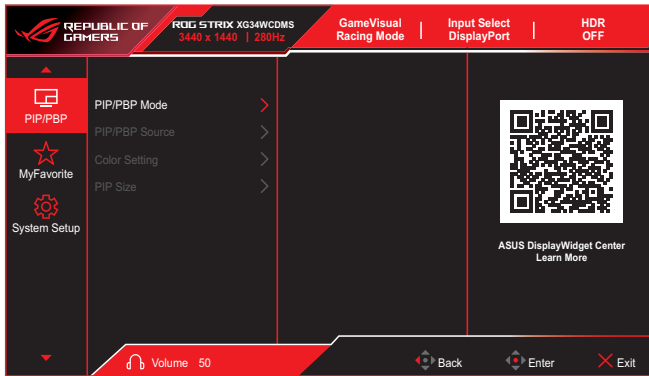 REPUBLIC OF
GAMERS
ROG STRIX XG34WCDMS
3440 x 1440 | 280Hz
GameVisual
Racing Mode
Input Select
DisplayPort
HDR
OFF
PIP/PBP
MyFavorite
System Setup
PIP/PBP Mode
PIP/PBP Source
Color Setting
PIP Size
ASUS DisplayWidget Center
Learn More
Volume 50
Back
Enter
Exit